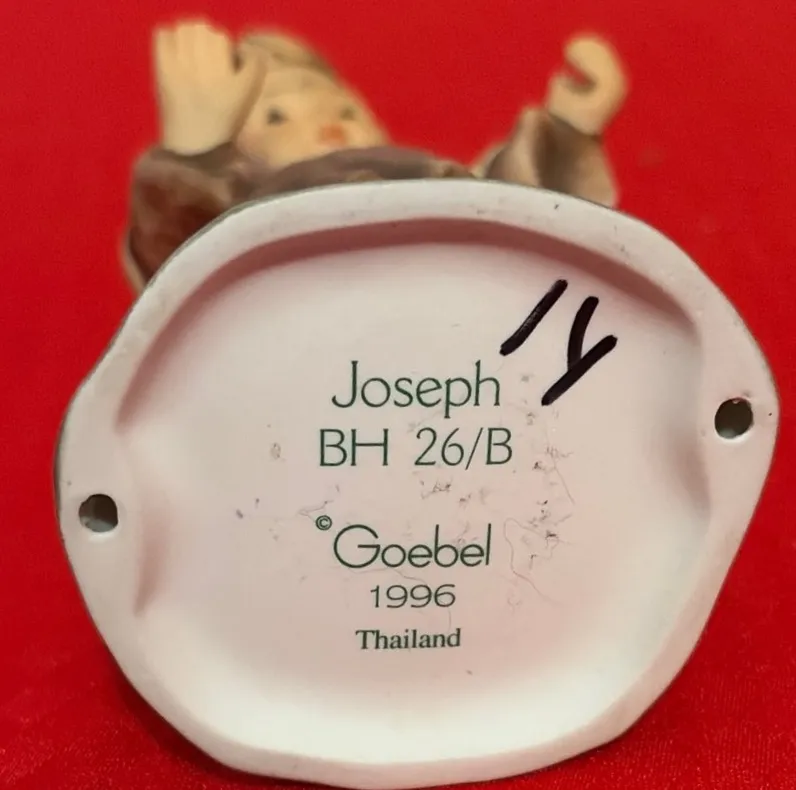 Joseph
BH 26/B
© Goebel
1996
Thailand